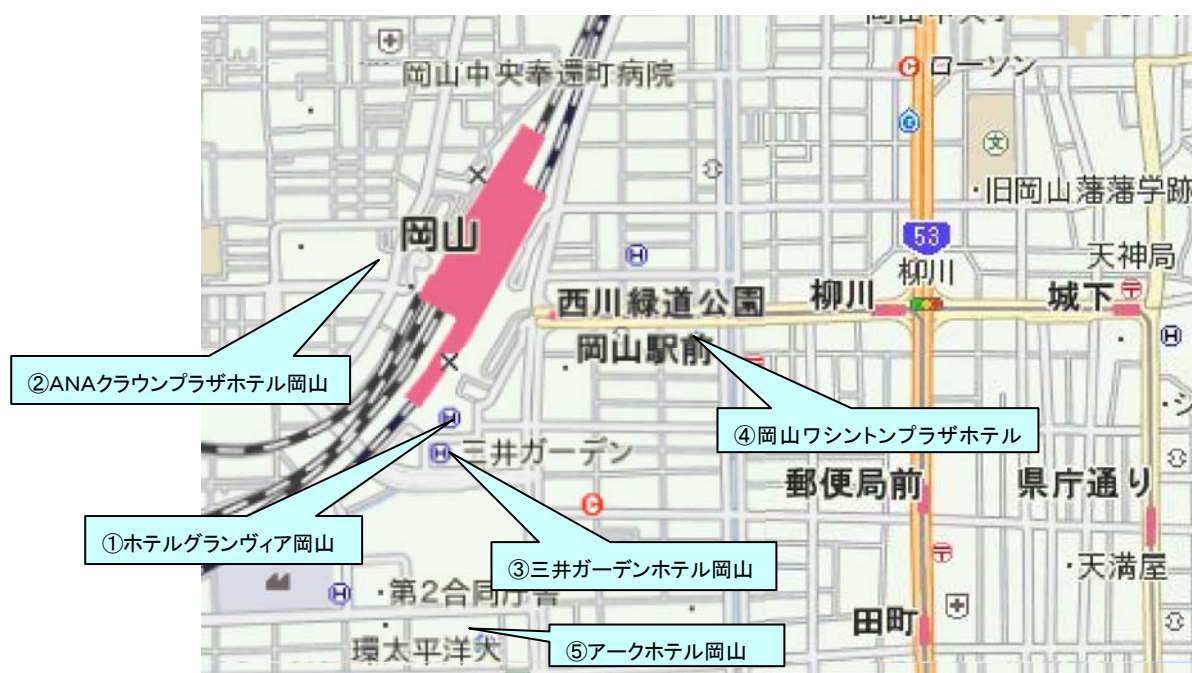 岡山中央奉還町病院
ローソン
文
・旧岡山藩藩学跡
岡山
53
天神局
柳川
西川緑道公園
柳川
城下
岡山駅前
②ANAクラウンプラザホテル岡山
④岡山ワシントンプラザホテル
三井ガーデン
郵便局前
県庁通り
①ホテルグランヴィア岡山
③三井ガーデンホテル岡山
・天満屋
・第2合同庁舎
田町
環太平洋大
⑤アークホテル岡山